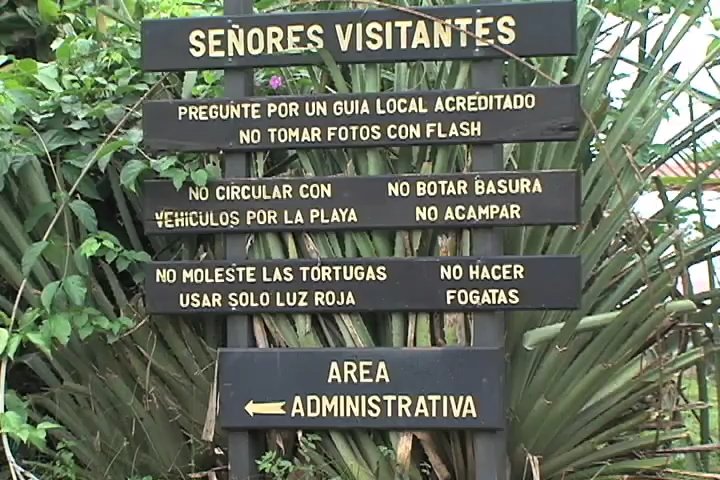 SEÑORES VISITANTES
PREGUNTE POR UN GUIA LOCAL ACREDITADO
NO TOMAR FOTOS CON FLASH
NO CIRCULAR CON
VEHICULOS POR LA PLAYA
NO BOTAR BASURA
NO ACAMPAR
NO MOLESTE LAS TORTUGAS
USAR SOLO LUZ ROJA
NO HACER
FOGATAS
AREA
ADMINISTRATIVA